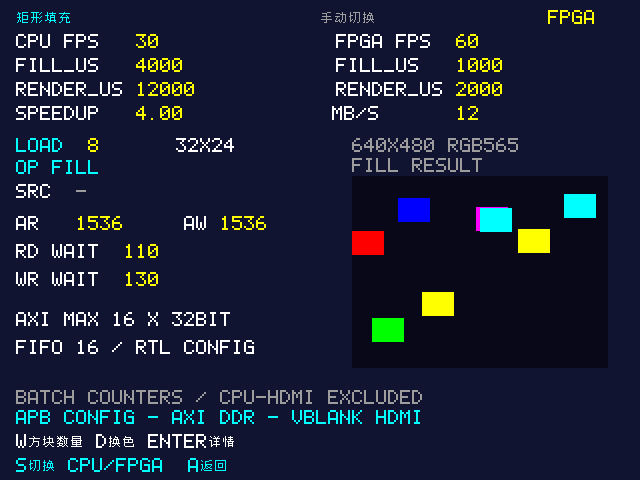 矩形填充 手动切换 FPGA
CPU FPS 30 FPGA FPS 60
FILL_US 4000 FILL_US 1000
RENDER_US 12000 RENDER_US 2000
SPEEDUP 4.00 MB/S 12
LOAD 8 32X24 640X480 RGB565
OP FILL FILL RESULT
SRC -
AR 1536 AW 1536
RD WAIT 110
WR WAIT 130
AXI MAX 16 X 32BIT
FIFO 16 / RTL CONFIG
BATCH COUNTERS / CPU-HDMI EXCLUDED
APB CONFIG - AXI DDR - VBLANK HDMI
W方块数量 D换色 ENTER详情
S切换 CPU/FPGA A返回